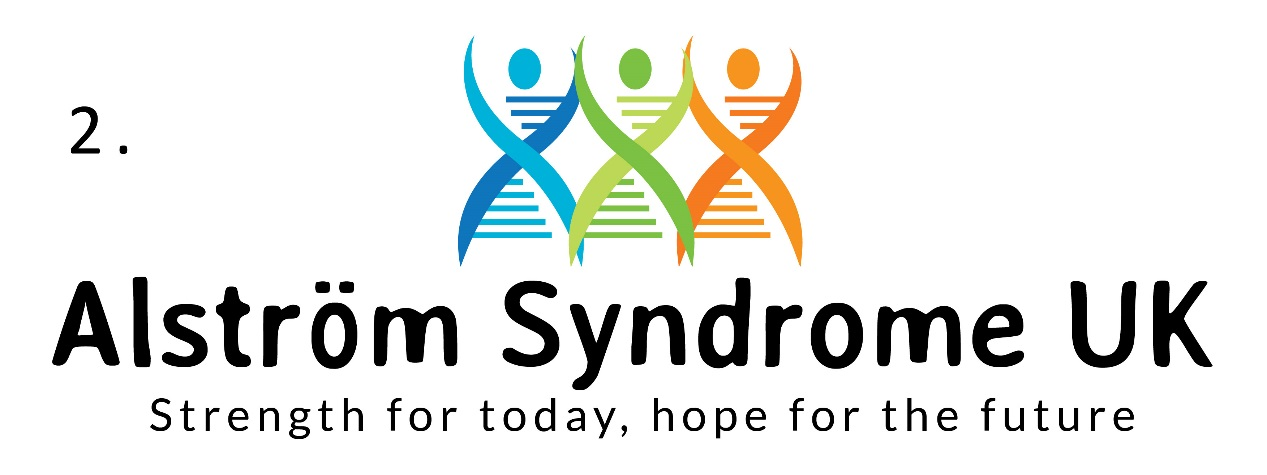 2.
Alström Syndrome UK
Strength for today, hope for the future